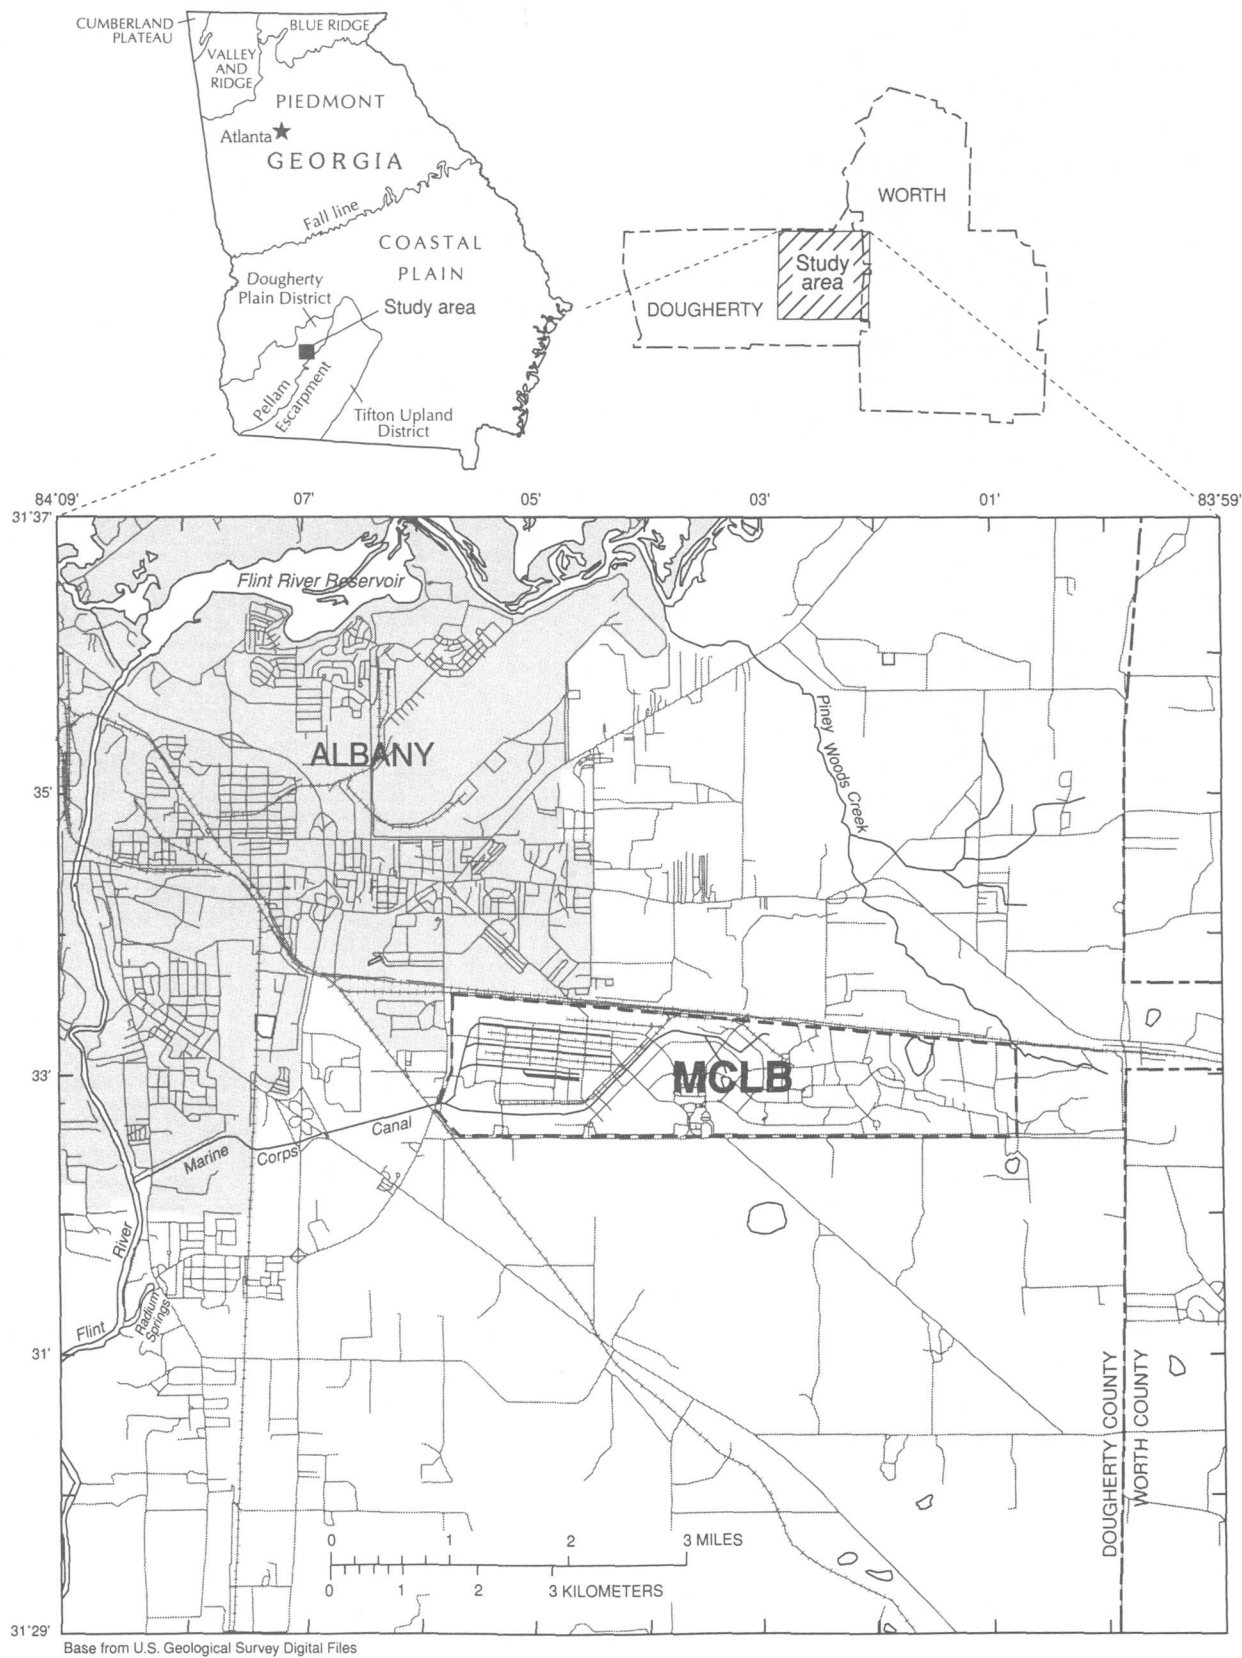 CUMBERLAND
PLATEAU
BLUE RIDGE
VALLEY
AND
RIDGE
PIEDMONT
Atlanta
GEORGIA
Fall line
COASTAL
PLAIN
Dougherty
Plain District
Study area
Pellam
Escarpment
Tifton Upland
District
WORTH
Study
area
DOUGHERTY
84°09' 07' 05' 03' 01' 83°59'
31°37'
Flint River Reservoir
ALBANY
Piney Woods Creek
35'
MCLB
33'
Canal
Marine Corps
River
Radium
Springs
Flint
31'
DOUGHERTY COUNTY
WORTH COUNTY
0 1 2 3 MILES
0 1 2 3 KILOMETERS
31°29'
Base from U.S. Geological Survey Digital Files